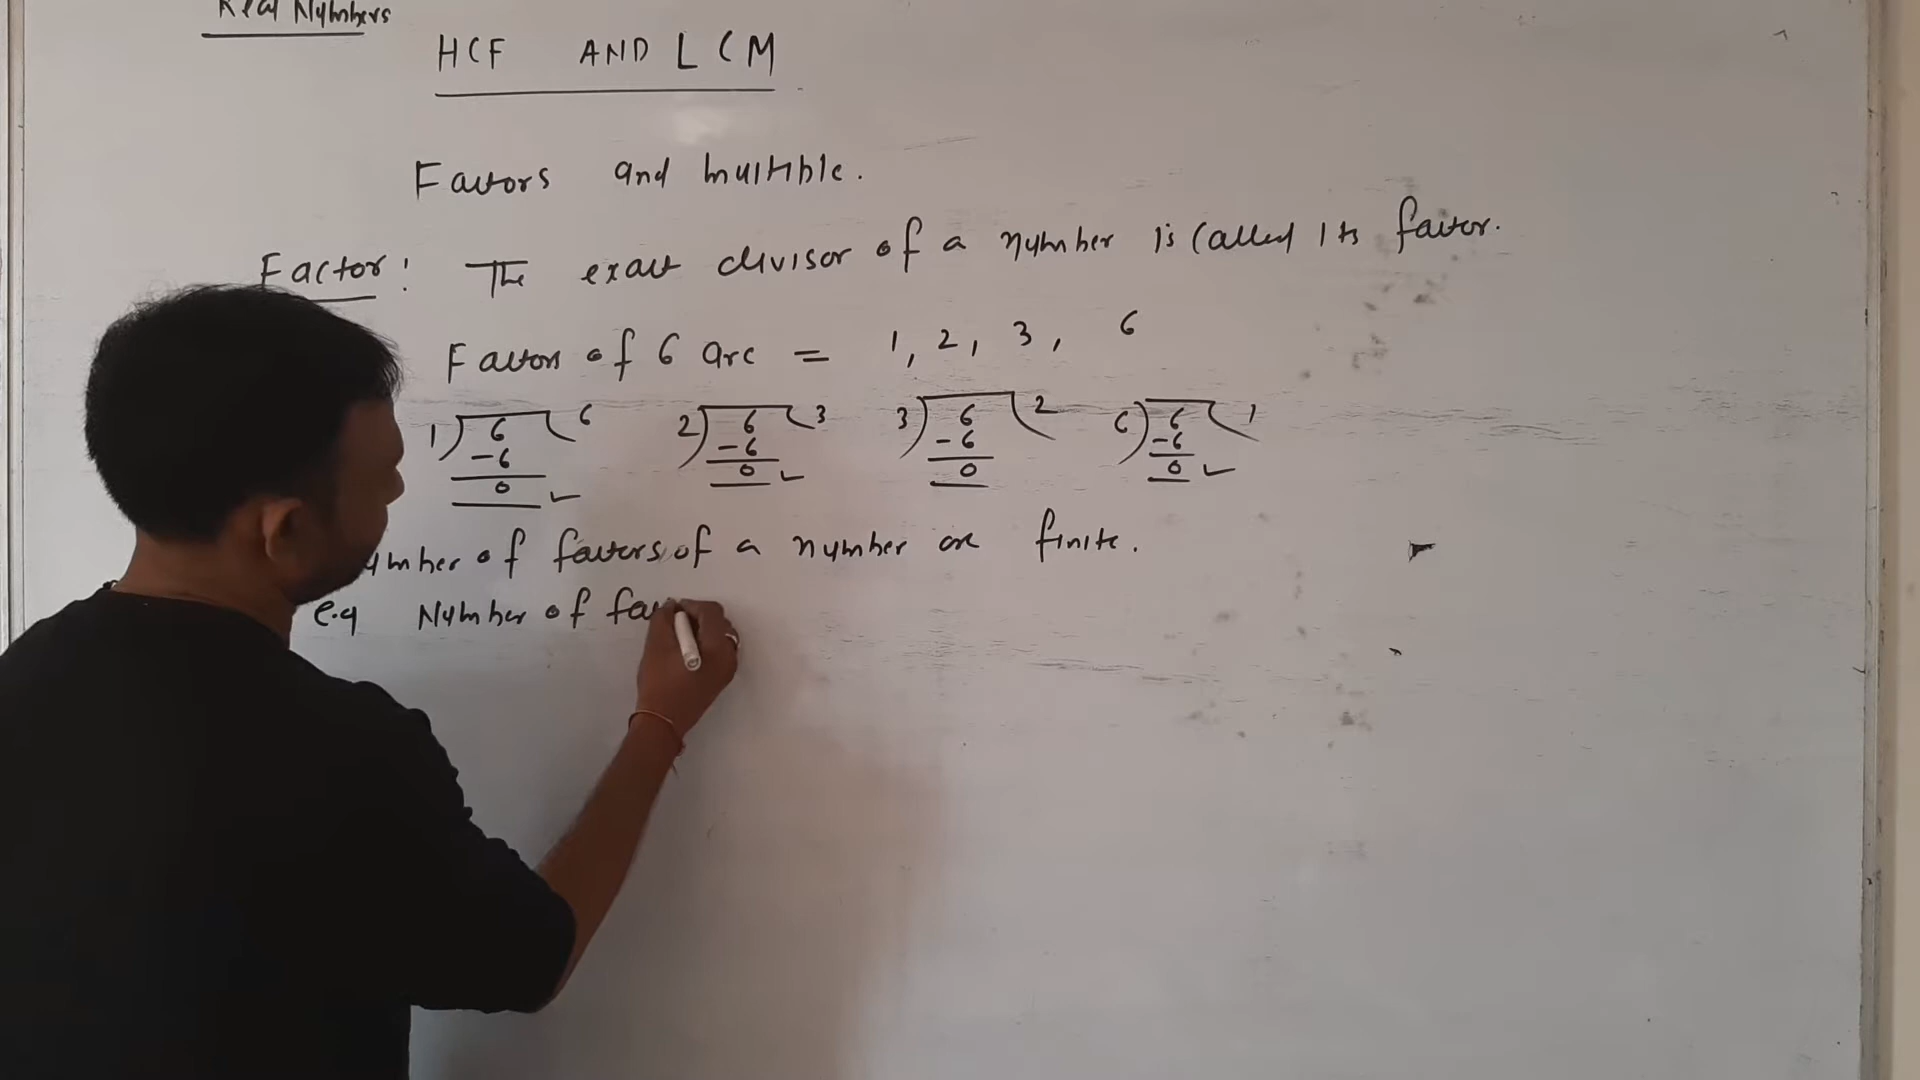 Real Numbers
HCF AND LCM
Factors and multible.
Factor: The exact divisor of a number is called its factor.
Factors of 6 are = 1, 2, 3, 6
1) 6 ( 6 2) 6 ( 3 3) 6 ( 2 6) 6 ( 1
-6 -6 -6 -6
0 ✓ 0 ✓ 0 0 ✓
umber of factors of a number are finite.
e.g Number of fa